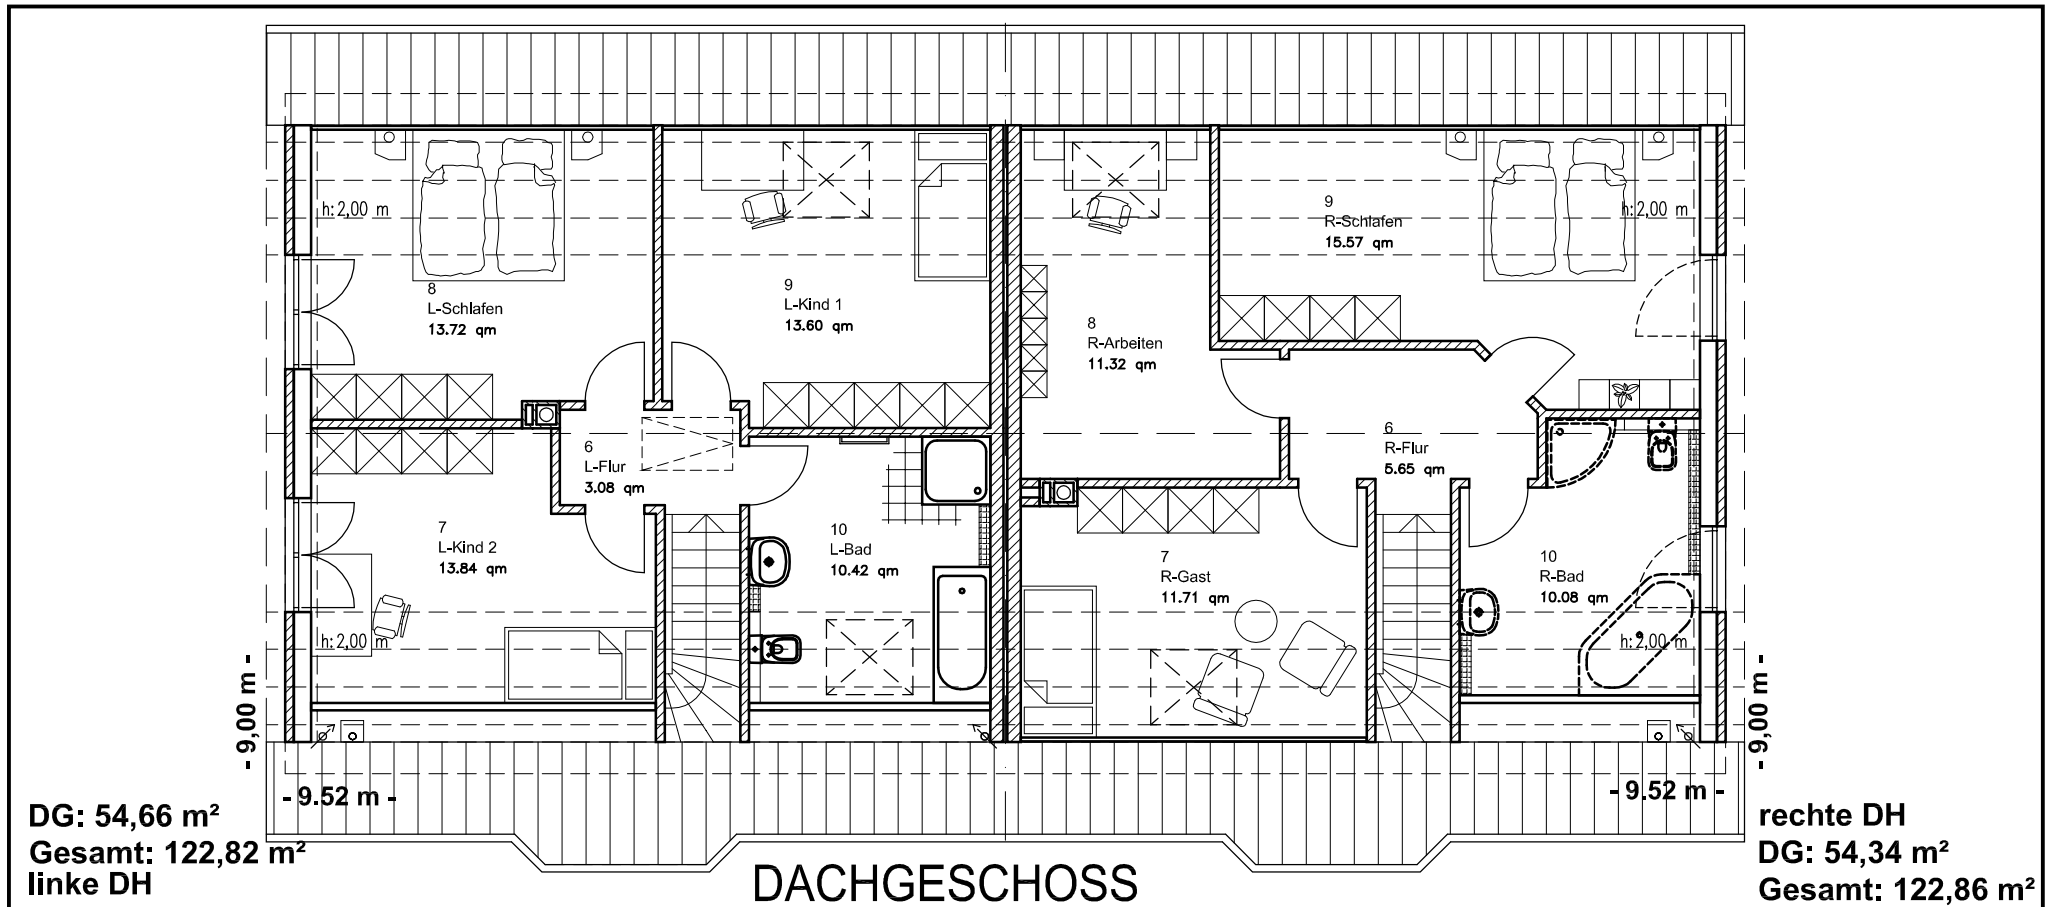 h:2,00 m
8
L-Schlafen
13.72 qm
9
L-Kind 1
13.60 qm
8
R-Arbeiten
11.32 qm
9
R-Schlafen
15.57 qm
h:2,00 m
6
L-Flur
3.08 qm
6
R-Flur
5.65 qm
7
L-Kind 2
13.84 qm
10
L-Bad
10.42 qm
7
R-Gast
11.71 qm
10
R-Bad
10.08 qm
h:2,00 m
h:2,00 m
- 9,00 m -
- 9,00 m -
- 9.52 m -
- 9.52 m -
DG: 54,66 m²
Gesamt: 122,82 m²
linke DH
DACHGESCHOSS
rechte DH
DG: 54,34 m²
Gesamt: 122,86 m²